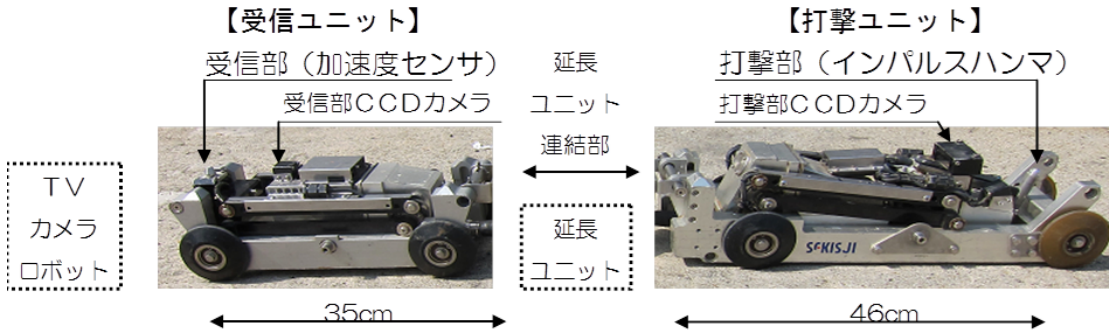 【受信ユニット】
受信部（加速度センサ）
受信部ＣＣＤカメラ
延長
ユニット
連結部
【打撃ユニット】
打撃部（インパルスハンマ）
打撃部ＣＣＤカメラ
ＴＶ
カメラ
ロボット
延長
ユニット
SEKISUI
35cm
46cm